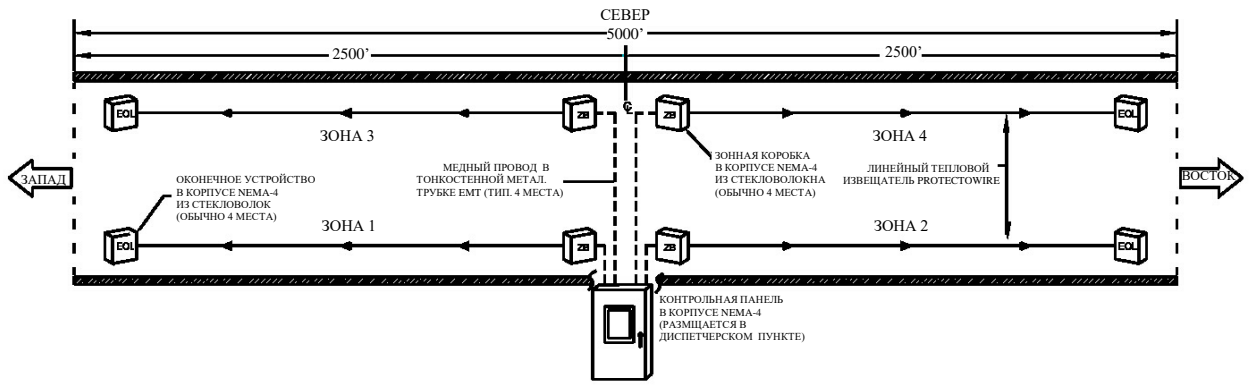 СЕВЕР
5000’
2500’
2500’
EOL
ZB
℄
ZB
EOL
ЗОНА 3
ЗОНА 4
МЕДНЫЙ ПРОВОД В
ТОНКОСТЕННОЙ МЕТАЛ.
ТРУБКЕ ЕМТ (ТИП. 4 МЕСТА)
ЗОННАЯ КОРОБКА
В КОРПУСЕ NEMA-4
ИЗ СТЕКЛОВОЛОКНА
(ОБЫЧНО 4 МЕСТА)
ЛИНЕЙНЫЙ ТЕПЛОВОЙ
ИЗВЕЩАТЕЛЬ PROTECTOWIRE
ЗАПАД
ВОСТОК
ОКОНЕЧНОЕ УСТРОЙСТВО
В КОРПУСЕ NEMA-4
ИЗ СТЕКЛОВОЛОК
(ОБЫЧНО 4 МЕСТА)
ЗОНА 1
ЗОНА 2
EOL
ZB
ZB
EOL
КОНТРОЛЬНАЯ ПАНЕЛЬ
В КОРПУСЕ NEMA-4
(РАЗМЩАЕТСЯ В
ДИСПЕТЧЕРСКОМ ПУНКТЕ)